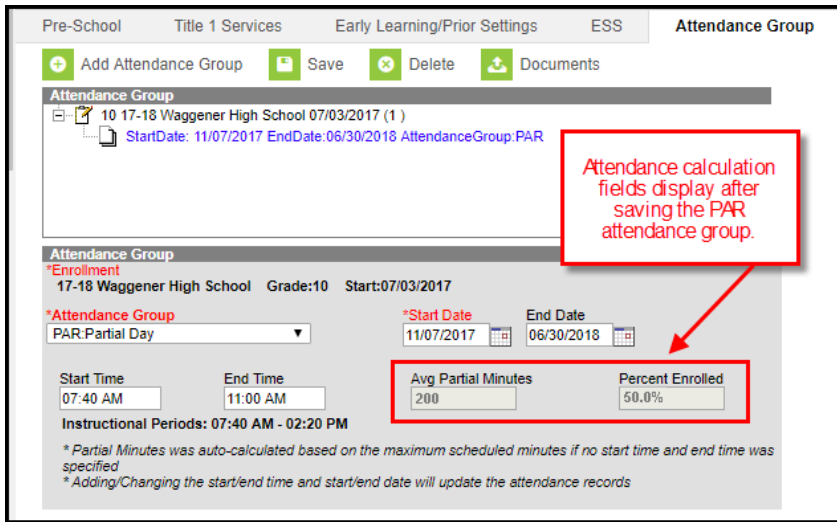 Pre-School Title 1 Services Early Learning/Prior Settings ESS Attendance Group
Add Attendance Group Save Delete Documents
Attendance Group
10 17-18 Waggener High School 07/03/2017 (1 )
StartDate: 11/07/2017 EndDate:06/30/2018 AttendanceGroup:PAR
Attendance calculation
fields display after
saving the PAR
attendance group.
Attendance Group
*Enrollment
17-18 Waggener High School Grade:10 Start:07/03/2017
*Attendance Group *Start Date End Date
PAR:Partial Day 11/07/2017 06/30/2018
Start Time End Time Avg Partial Minutes Percent Enrolled
07:40 AM 11:00 AM 200 50.0%
Instructional Periods: 07:40 AM - 02:20 PM
* Partial Minutes was auto-calculated based on the maximum scheduled minutes if no start time and end time was
specified
* Adding/Changing the start/end time and start/end date will update the attendance records